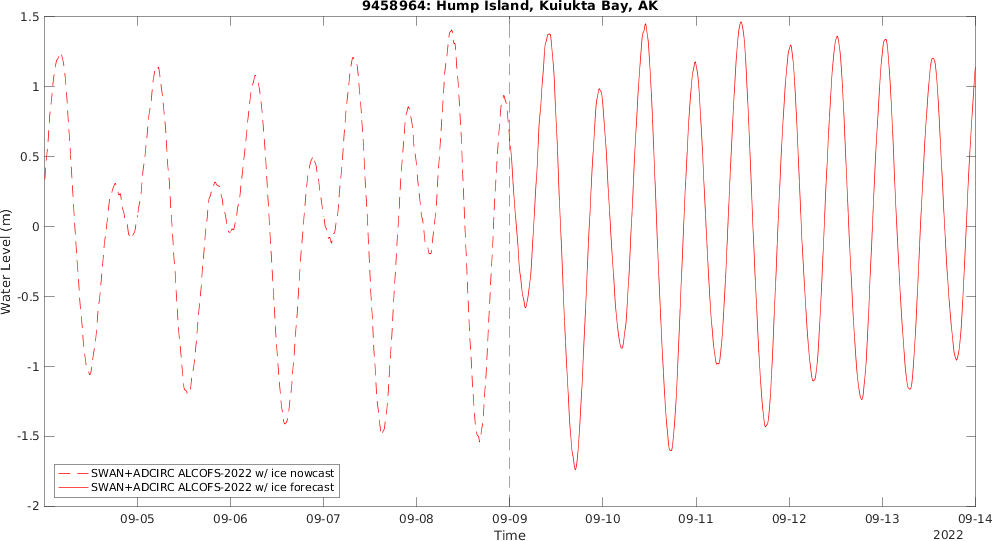 9458964: Hump Island, Kuiukta Bay, AK
Water Level (m)
1.5
1
0.5
0
-0.5
-1
-1.5
-2
SWAN+ADCIRC ALCOFS-2022 w/ ice nowcast
SWAN+ADCIRC ALCOFS-2022 w/ ice forecast
09-05 09-06 09-07 09-08 09-09 09-10 09-11 09-12 09-13 09-14
Time
2022